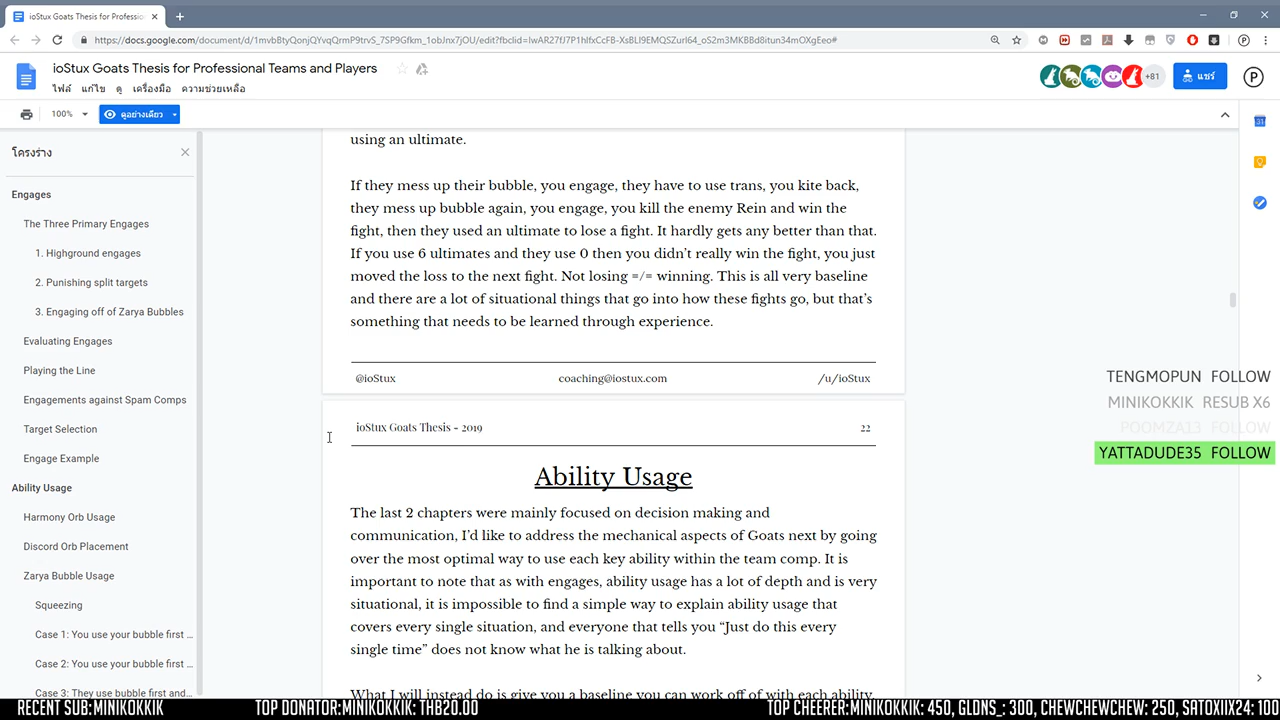 ioStux Goats Thesis for Professio
https://docs.google.com/document/d/1mvbBtyQonjQYvqQrmP9trvS_7SP9Gfkm_1obJnx7jOU/edit?fbclid=IwAR27fJ7P1hlfxCcFB-XsBLl9EMQSZurl64_oS2m3MKBBd8itun34mOXgEeo#
ioStux Goats Thesis for Professional Teams and Players
ไฟล์ แก้ไข ดู เครื่องมือ ความช่วยเหลือ
+81
แชร์
P
100%
ดูอย่างเดียว
โครงร่าง
Engages
The Three Primary Engages
1. Highground engages
2. Punishing split targets
3. Engaging off of Zarya Bubbles
Evaluating Engages
Playing the Line
Engagements against Spam Comps
Target Selection
Engage Example
Ability Usage
Harmony Orb Usage
Discord Orb Placement
Zarya Bubble Usage
Squeezing
Case 1: You use your bubble first ...
Case 2: You use your bubble first ...
Case 3: They use bubble first and...
using an ultimate.
If they mess up their bubble, you engage, they have to use trans, you kite back,
they mess up bubble again, you engage, you kill the enemy Rein and win the
fight, then they used an ultimate to lose a fight. It hardly gets any better than that.
If you use 6 ultimates and they use 0 then you didn't really win the fight, you just
moved the loss to the next fight. Not losing =/= winning. This is all very baseline
and there are a lot of situational things that go into how these fights go, but that's
something that needs to be learned through experience.
@ioStux coaching@iostux.com /u/ioStux
ioStux Goats Thesis - 2019 22
Ability Usage
The last 2 chapters were mainly focused on decision making and
communication, I'd like to address the mechanical aspects of Goats next by going
over the most optimal way to use each key ability within the team comp. It is
important to note that as with engages, ability usage has a lot of depth and is very
situational, it is impossible to find a simple way to explain ability usage that
covers every single situation, and everyone that tells you “Just do this every
single time” does not know what he is talking about.
What I will instead do is give you a baseline you can work off of with each ability.
TENGMOPUN FOLLOW
MINIKOKKIK RESUB X6
POOMZA13 FOLLOW
YATTADUDE35 FOLLOW
RECENT SUB:MINIKOKKIK TOP DONATOR:MINIKOKKIK: THB20.00 TOP CHEERER:MINIKOKKIK: 450, GLDNS_: 300, CHEWCHEWCHEW: 250, SATOXIIX24: 100